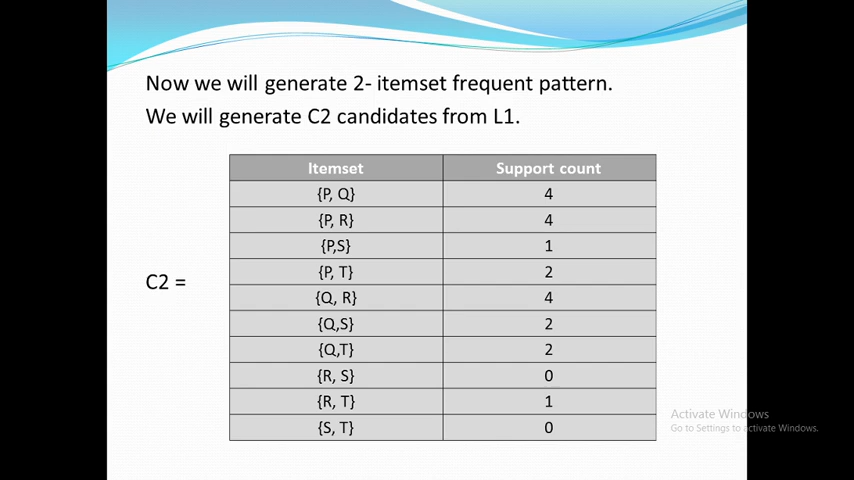 Now we will generate 2- itemset frequent pattern.
We will generate C2 candidates from L1.
Itemset Support count
{P, Q} 4
{P, R} 4
{P,S} 1
{P, T} 2
C2 =
{Q, R} 4
{Q,S} 2
{Q,T} 2
{R, S} 0
{R, T} 1
{S, T} 0
Activate Windows
Go to Settings to activate Windows.